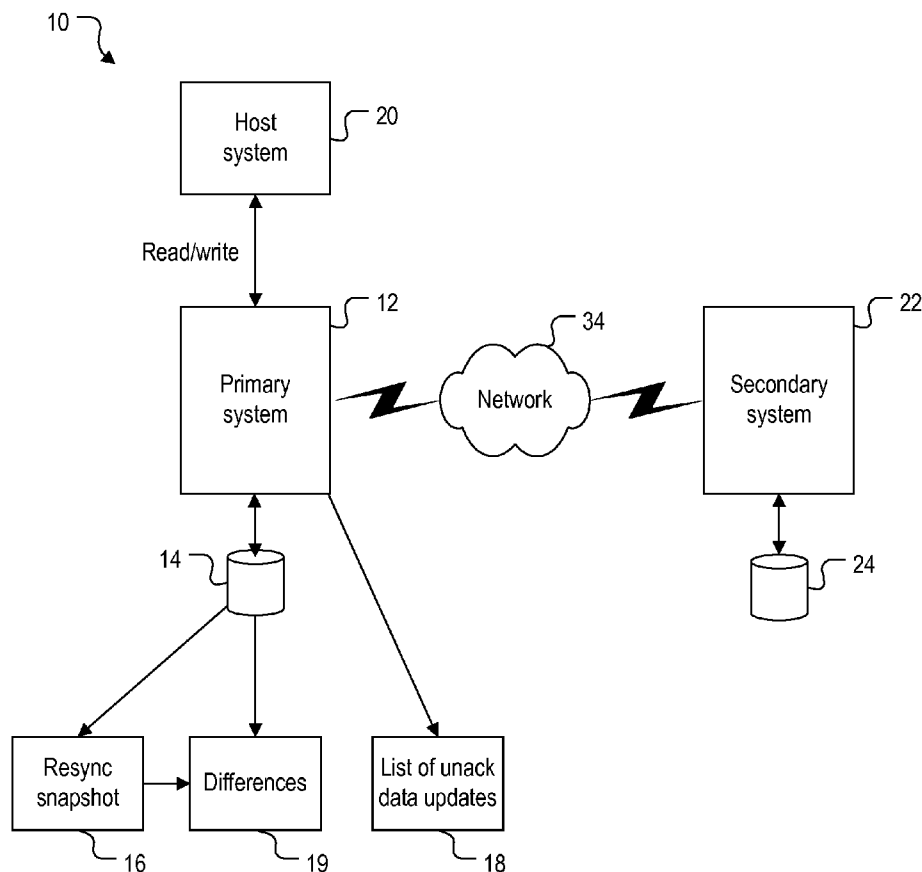 10
Host
system
20
Read/write
12
Primary
system
34
Network
22
Secondary
system
14
24
Resync
snapshot
Differences
List of unack
data updates
16
19
18